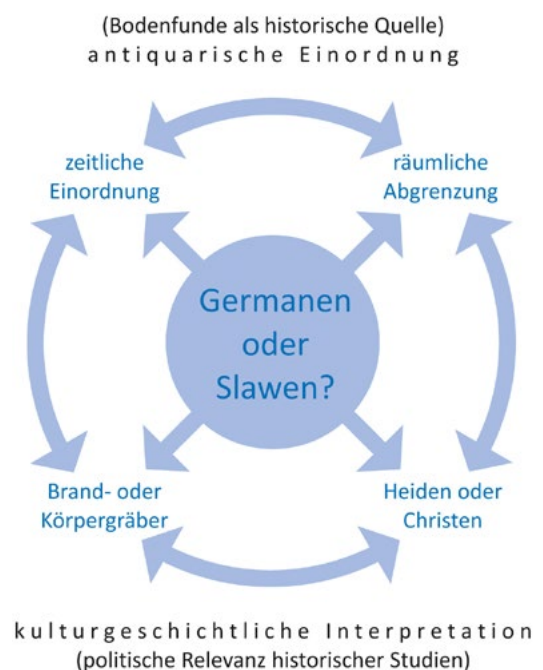 (Bodenfunde als historische Quelle)
antiquarische Einordnung
zeitliche
Einordnung
räumliche
Abgrenzung
Germanen
oder
Slawen?
Brand- oder
Körpergräber
Heiden oder
Christen
kulturgeschichtliche Interpretation
(politische Relevanz historischer Studien)